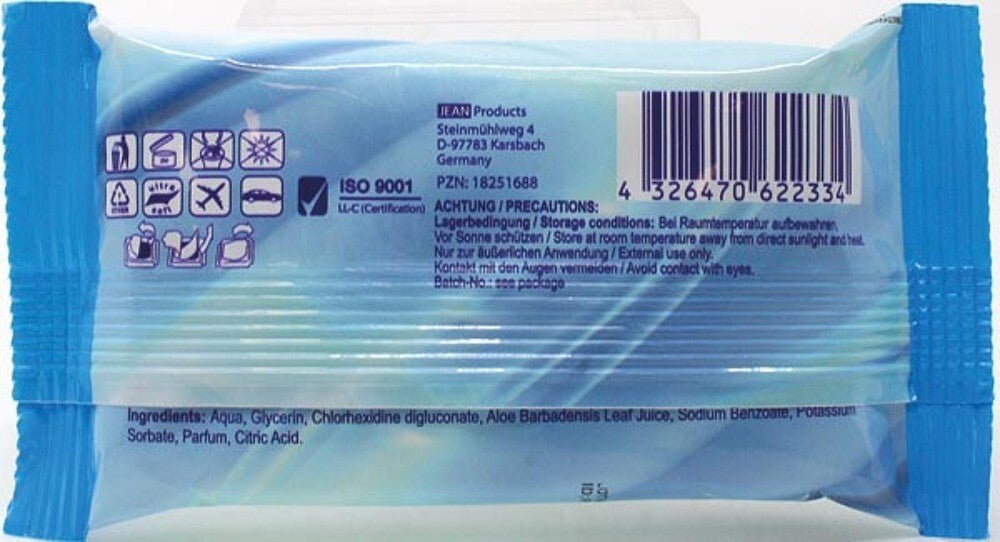 JEAN Products
Steinmühlweg 4
D-97783 Karsbach
Germany
PZN: 18251688
4 326470 622334
ultra
soft
ISO 9001
LL-C (Certification)
ACHTUNG / PRECAUTIONS:
Lagerbedingung / Storage conditions: Bei Raumtemperatur aufbewahren,
Vor Sonne schützen / Store at room temperature away from direct sunlight and heat.
Nur zur äußerlichen Anwendung / External use only.
Kontakt mit den Augen vermeiden / Avoid contact with eyes.
Batch-No.: see package
Ingredients: Aqua, Glycerin, Chlorhexidine digluconate, Aloe Barbadensis Leaf Juice, Sodium Benzoate, Potassium
Sorbate, Parfum, Citric Acid.